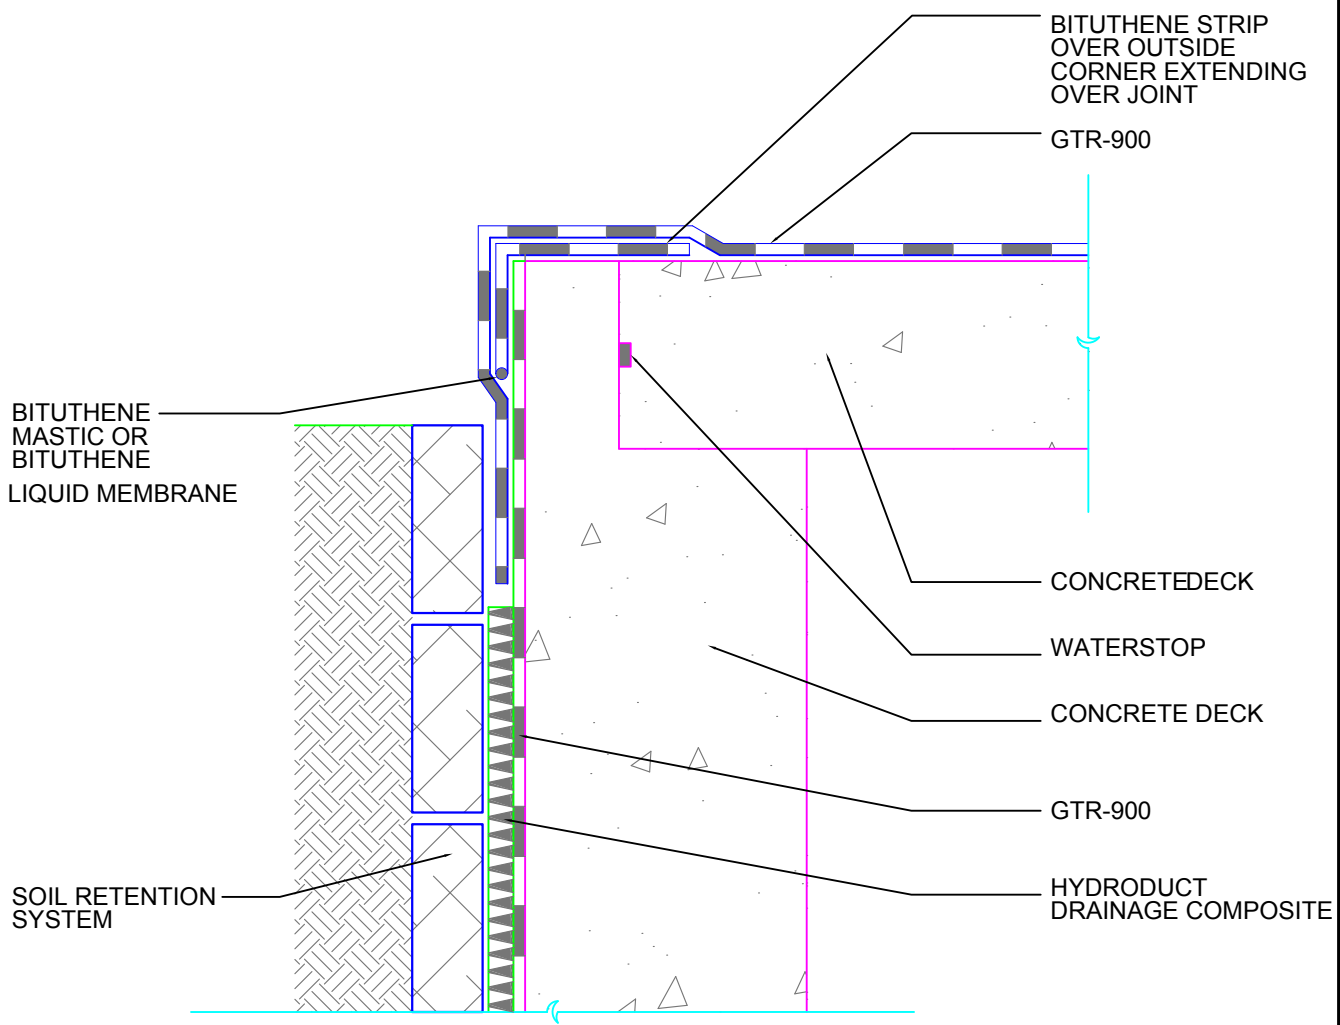 BITUTHENE STRIP
OVER OUTSIDE
CORNER EXTENDING
OVER JOINT
GTR-900
BITUTHENE
MASTIC OR
BITUTHENE
LIQUID MEMBRANE
CONCRETEDECK
WATERSTOP
CONCRETE DECK
GTR-900
SOIL RETENTION
SYSTEM
HYDRODUCT
DRAINAGE COMPOSITE